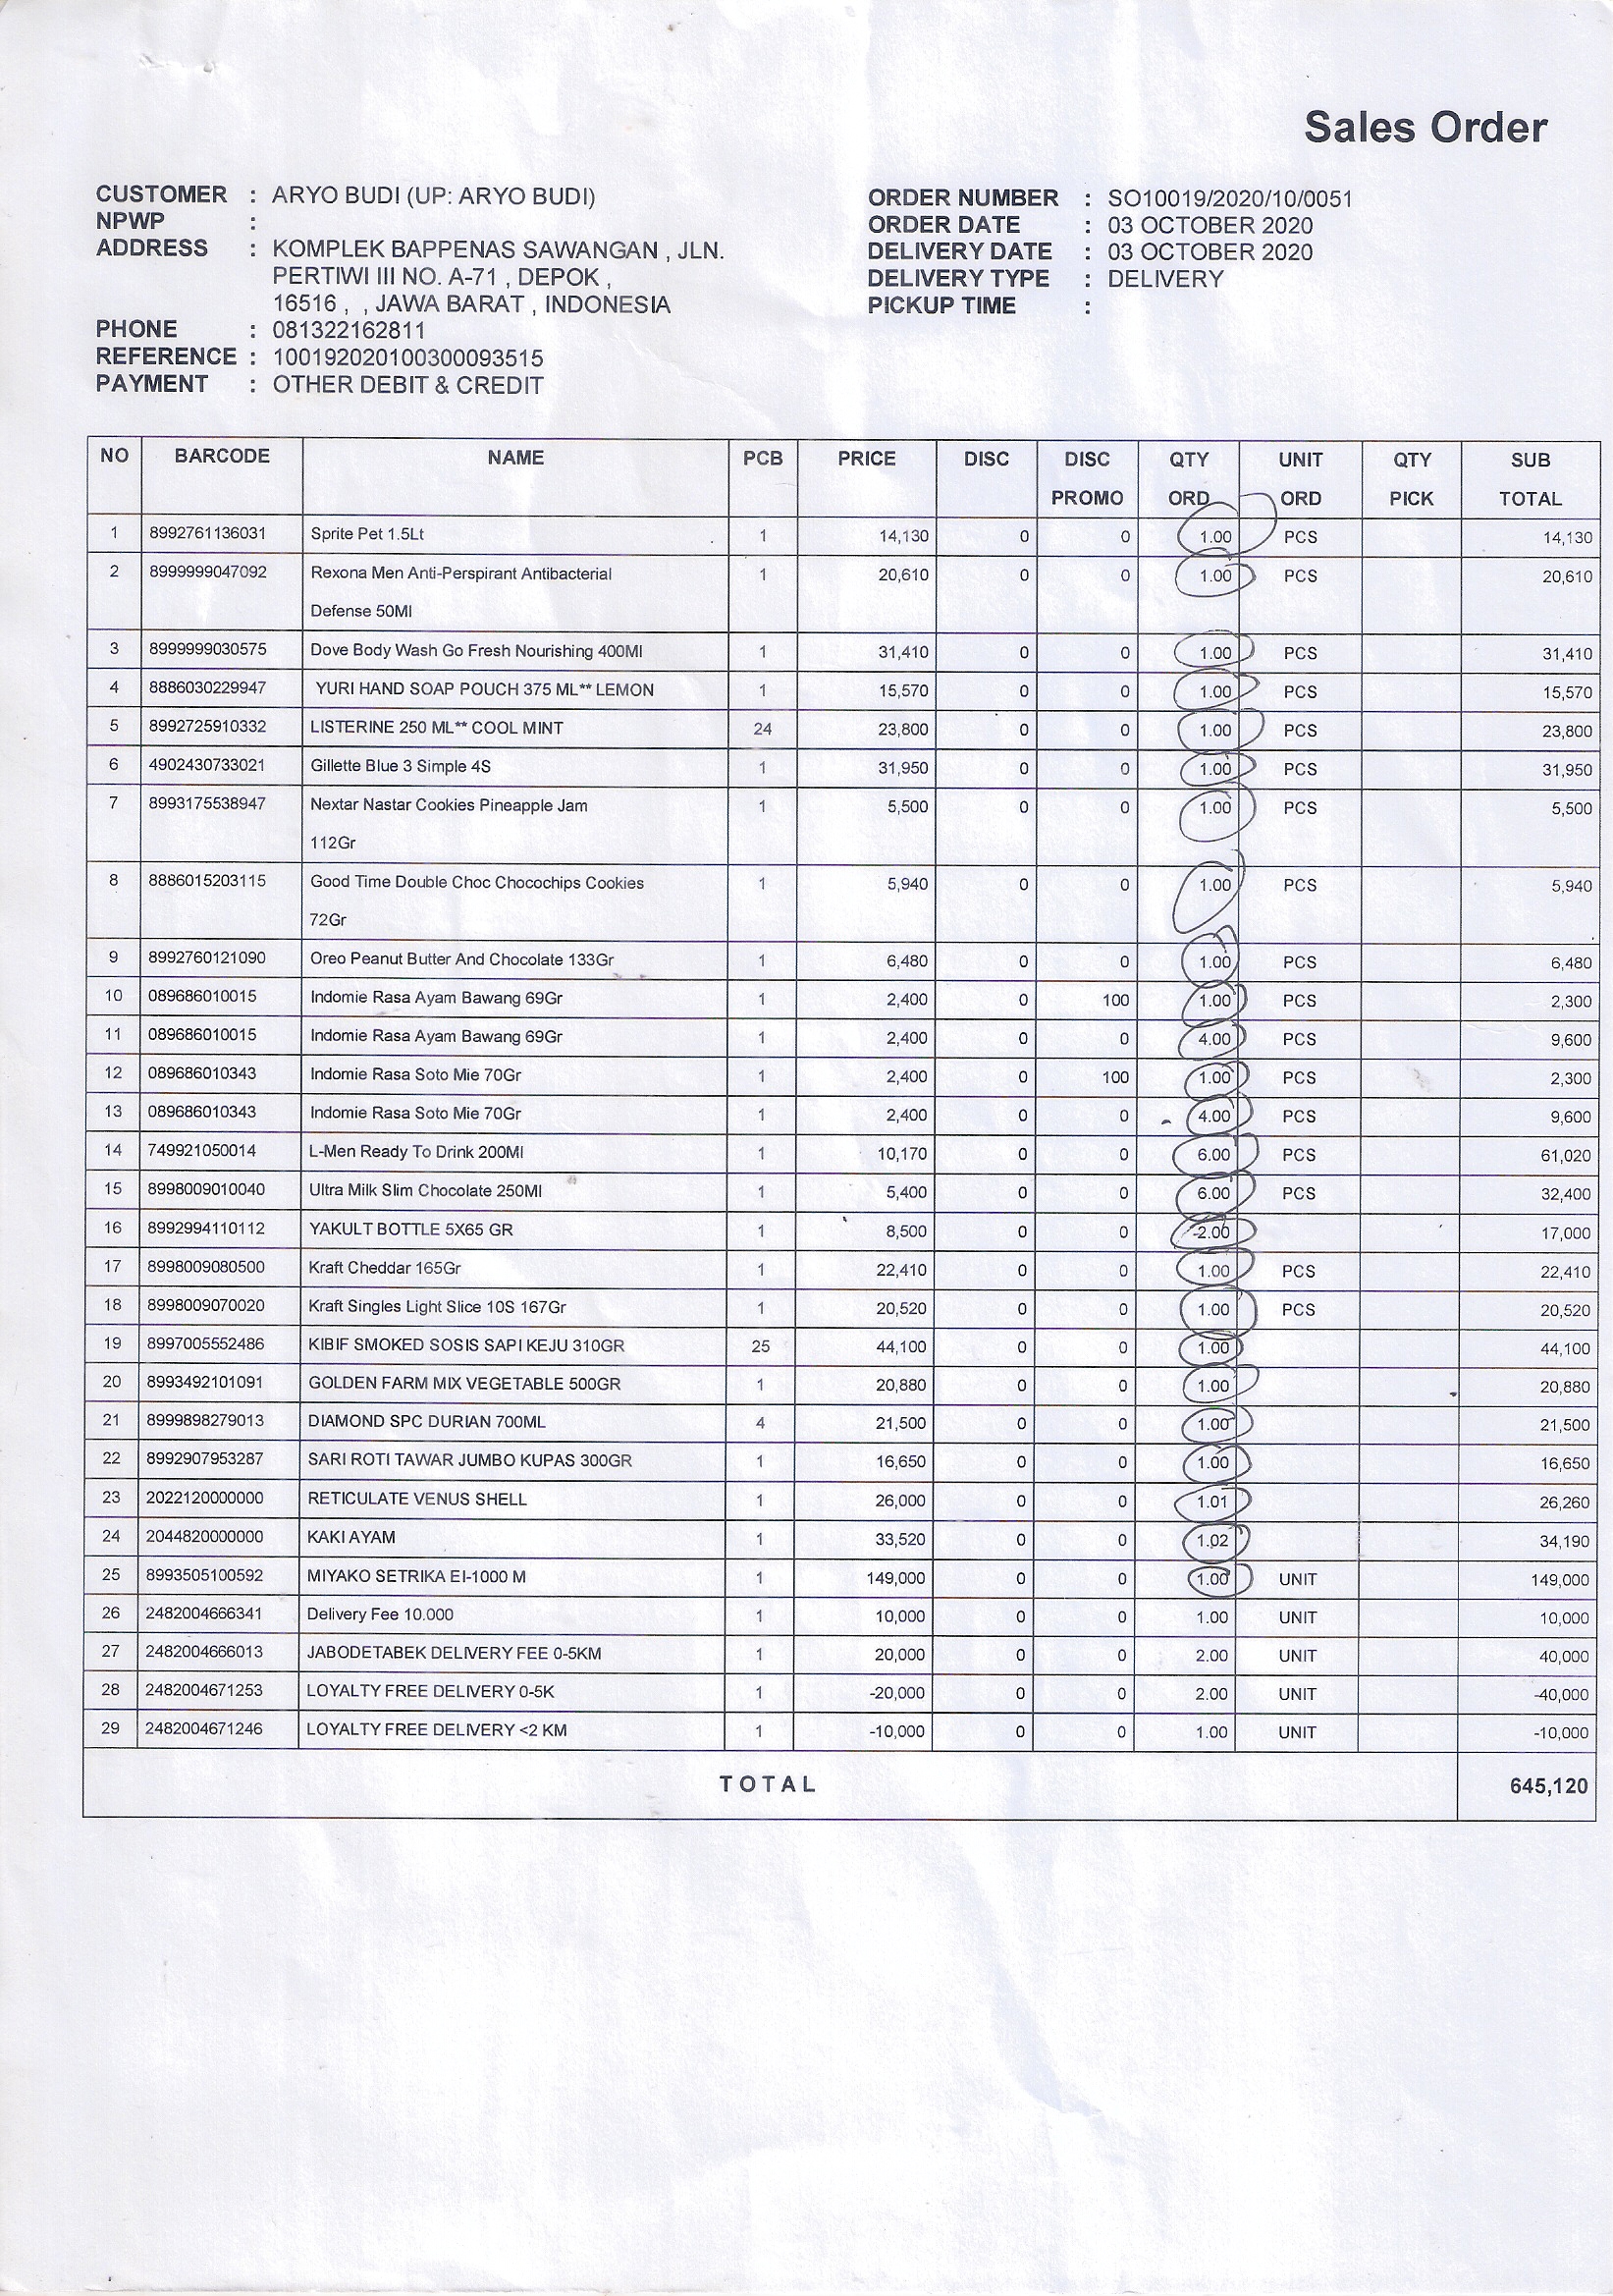 Sales Order
CUSTOMER : ARYO BUDI (UP: ARYO BUDI)
NPWP :
ADDRESS : KOMPLEK BAPPENAS SAWANGAN , JLN.
PERTIWI III NO. A-71 , DEPOK ,
16516 , , JAWA BARAT , INDONESIA
PHONE : 081322162811
REFERENCE : 100192020100300093515
PAYMENT : OTHER DEBIT & CREDIT
ORDER NUMBER : SO10019/2020/10/0051
ORDER DATE : 03 OCTOBER 2020
DELIVERY DATE : 03 OCTOBER 2020
DELIVERY TYPE : DELIVERY
PICKUP TIME :
NO BARCODE NAME PCB PRICE DISC DISC QTY UNIT QTY SUB
PROMO ORD ORD PICK TOTAL
1 8992761136031 Sprite Pet 1.5Lt 1 14,130 0 0 1.00 PCS 14,130
2 8999999047092 Rexona Men Anti-Perspirant Antibacterial 1 20,610 0 0 1.00 PCS 20,610
Defense 50Ml
3 8999999030575 Dove Body Wash Go Fresh Nourishing 400Ml 1 31,410 0 0 1.00 PCS 31,410
4 8886030229947 YURI HAND SOAP POUCH 375 ML** LEMON 1 15,570 0 0 1.00 PCS 15,570
5 8992725910332 LISTERINE 250 ML** COOL MINT 24 23,800 0 0 1.00 PCS 23,800
6 4902430733021 Gillette Blue 3 Simple 4S 1 31,950 0 0 1.00 PCS 31,950
7 8993175538947 Nextar Nastar Cookies Pineapple Jam 1 5,500 0 0 1.00 PCS 5,500
112Gr
8 8886015203115 Good Time Double Choc Chocochips Cookies 1 5,940 0 0 1.00 PCS 5,940
72Gr
9 8992760121090 Oreo Peanut Butter And Chocolate 133Gr 1 6,480 0 0 1.00 PCS 6,480
10 089686010015 Indomie Rasa Ayam Bawang 69Gr 1 2,400 0 100 1.00 PCS 2,300
11 089686010015 Indomie Rasa Ayam Bawang 69Gr 1 2,400 0 0 4.00 PCS 9,600
12 089686010343 Indomie Rasa Soto Mie 70Gr 1 2,400 0 100 1.00 PCS 2,300
13 089686010343 Indomie Rasa Soto Mie 70Gr 1 2,400 0 0 4.00 PCS 9,600
14 749921050014 L-Men Ready To Drink 200Ml 1 10,170 0 0 6.00 PCS 61,020
15 8998009010040 Ultra Milk Slim Chocolate 250Ml 1 5,400 0 0 6.00 PCS 32,400
16 8992994110112 YAKULT BOTTLE 5X65 GR 1 8,500 0 0 2.00 17,000
17 8998009080500 Kraft Cheddar 165Gr 1 22,410 0 0 1.00 PCS 22,410
18 8998009070020 Kraft Singles Light Slice 10S 167Gr 1 20,520 0 0 1.00 PCS 20,520
19 8997005552486 KIBIF SMOKED SOSIS SAPI KEJU 310GR 25 44,100 0 0 1.00 44,100
20 8993492101091 GOLDEN FARM MIX VEGETABLE 500GR 1 20,880 0 0 1.00 20,880
21 8999898279013 DIAMOND SPC DURIAN 700ML 4 21,500 0 0 1.00 21,500
22 8992907953287 SARI ROTI TAWAR JUMBO KUPAS 300GR 1 16,650 0 0 1.00 16,650
23 2022120000000 RETICULATE VENUS SHELL 1 26,000 0 0 1.01 26,260
24 2044820000000 KAKI AYAM 1 33,520 0 0 1.02 34,190
25 8993505100592 MIYAKO SETRIKA EI-1000 M 1 149,000 0 0 1.00 UNIT 149,000
26 2482004666341 Delivery Fee 10.000 1 10,000 0 0 1.00 UNIT 10,000
27 2482004666013 JABODETABEK DELIVERY FEE 0-5KM 1 20,000 0 0 2.00 UNIT 40,000
28 2482004671253 LOYALTY FREE DELIVERY 0-5K 1 -20,000 0 0 2.00 UNIT -40,000
29 2482004671246 LOYALTY FREE DELIVERY <2 KM 1 -10,000 0 0 1.00 UNIT -10,000
TOTAL 645,120